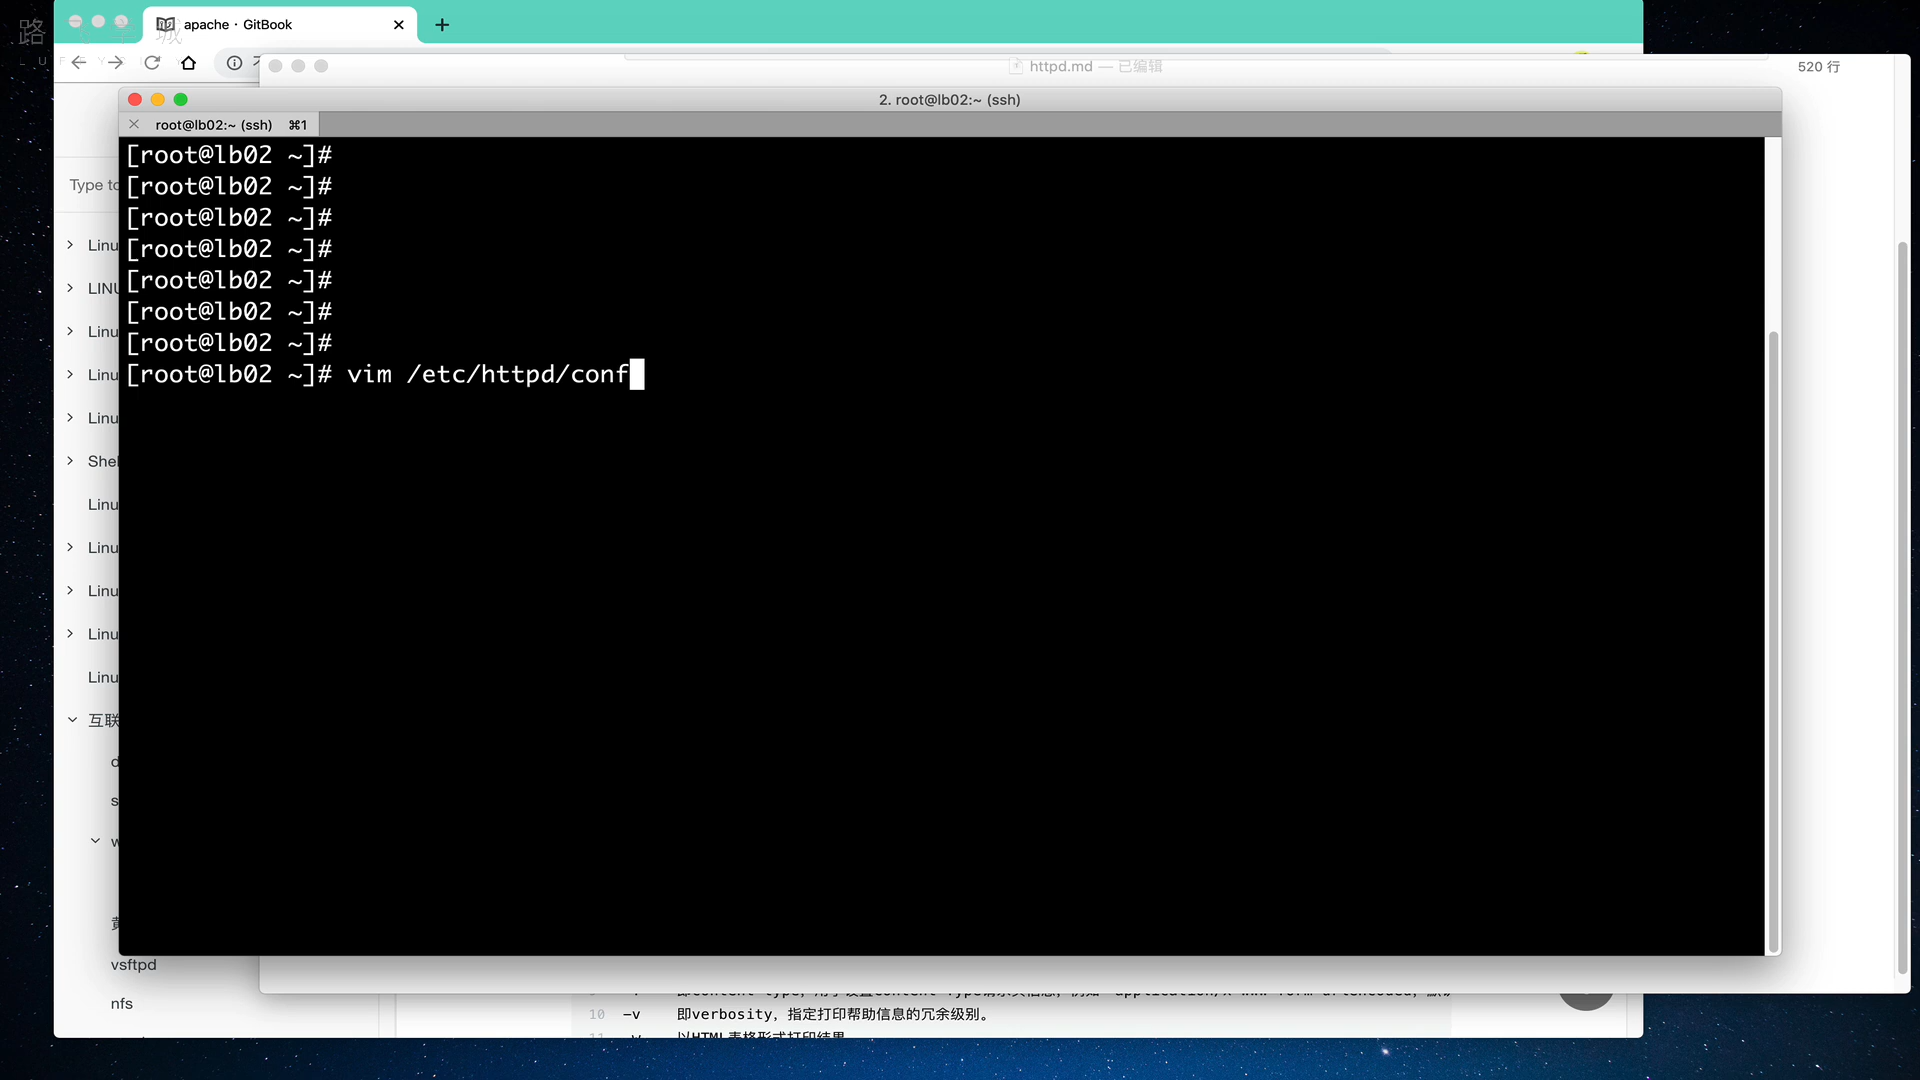 apache · GitBook
httpd.md — 已编辑
520 行
2. root@lb02:~ (ssh)
root@lb02:~ (ssh) ⌘1
[root@lb02 ~]#
[root@lb02 ~]#
[root@lb02 ~]#
[root@lb02 ~]#
[root@lb02 ~]#
[root@lb02 ~]#
[root@lb02 ~]#
[root@lb02 ~]# vim /etc/httpd/conf
Type to
Linu
LINU
Linu
Linu
Linu
Shel
Linu
Linu
Linu
Linu
Linu
互联
d
s
w
vsftpd
nfs
10 -v 即verbosity，指定打印帮助信息的冗余级别。